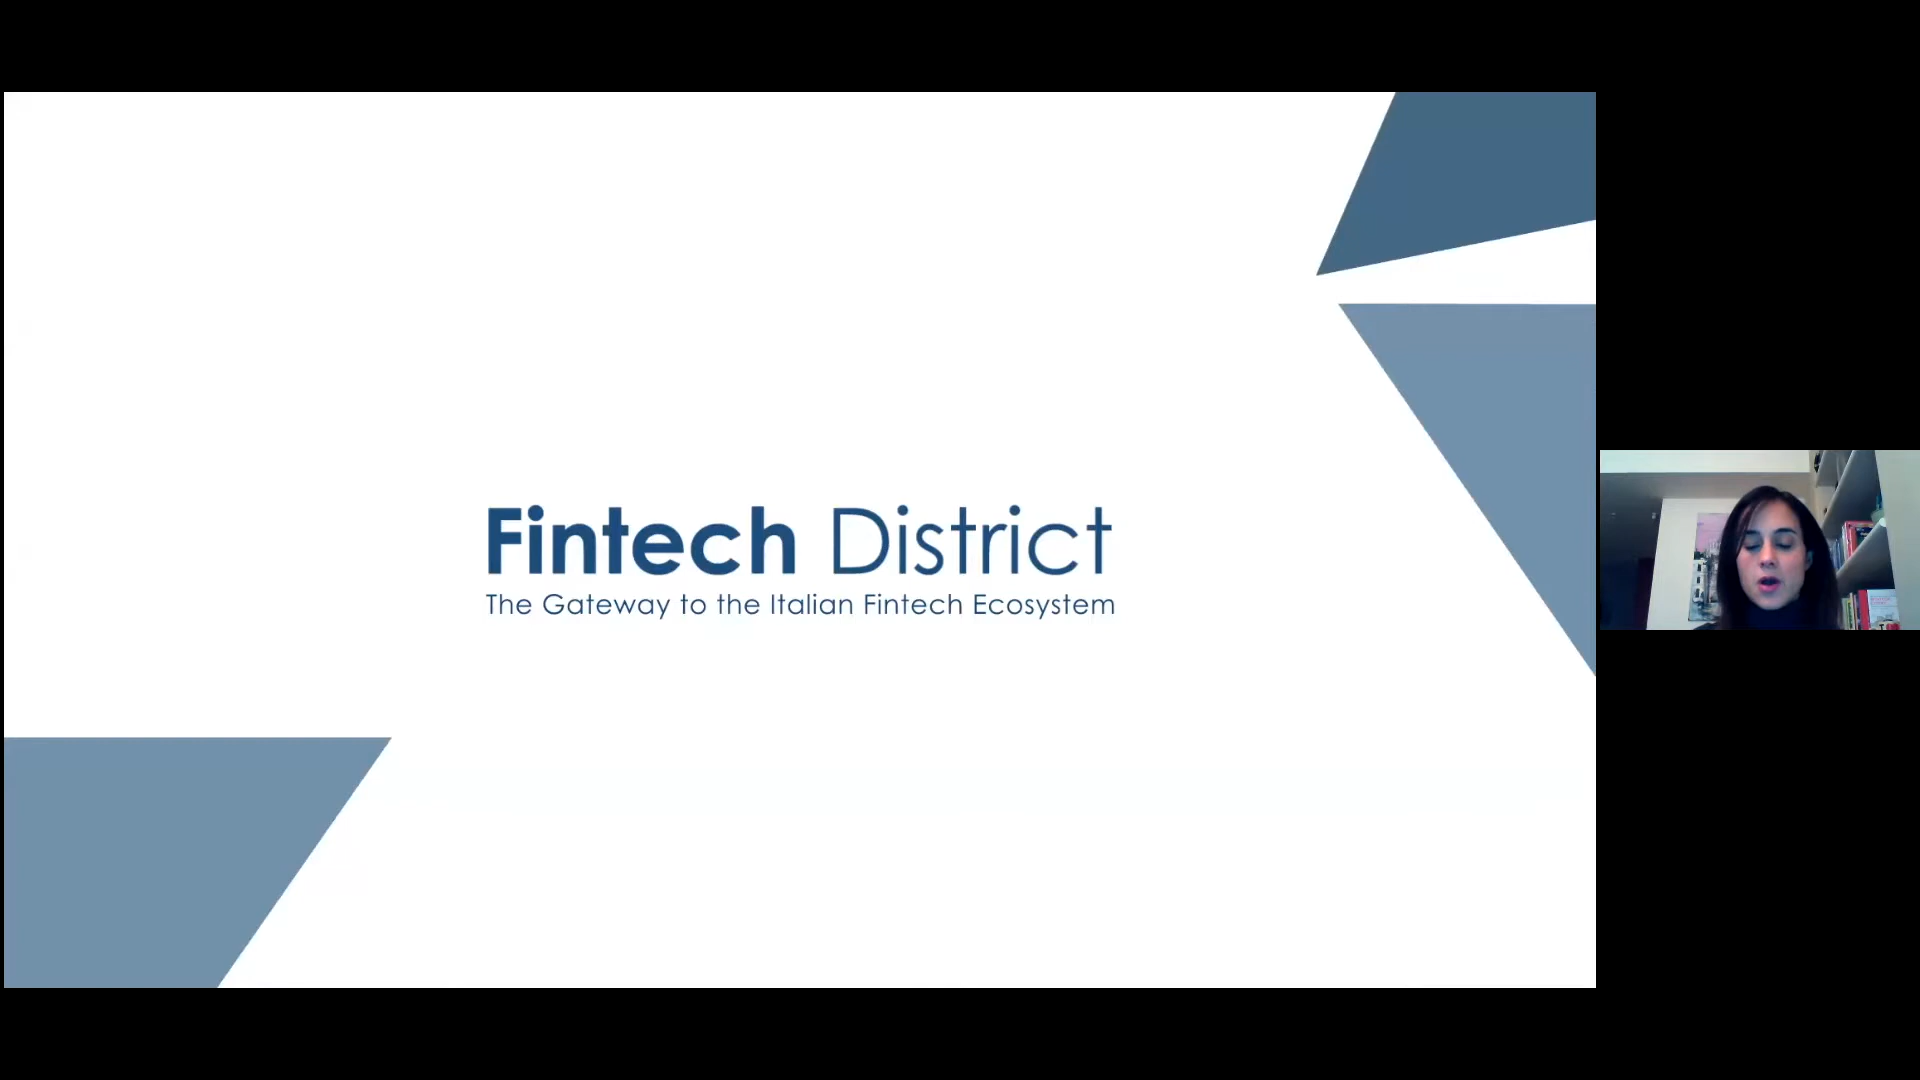 Fintech District
The Gateway to the Italian Fintech Ecosystem